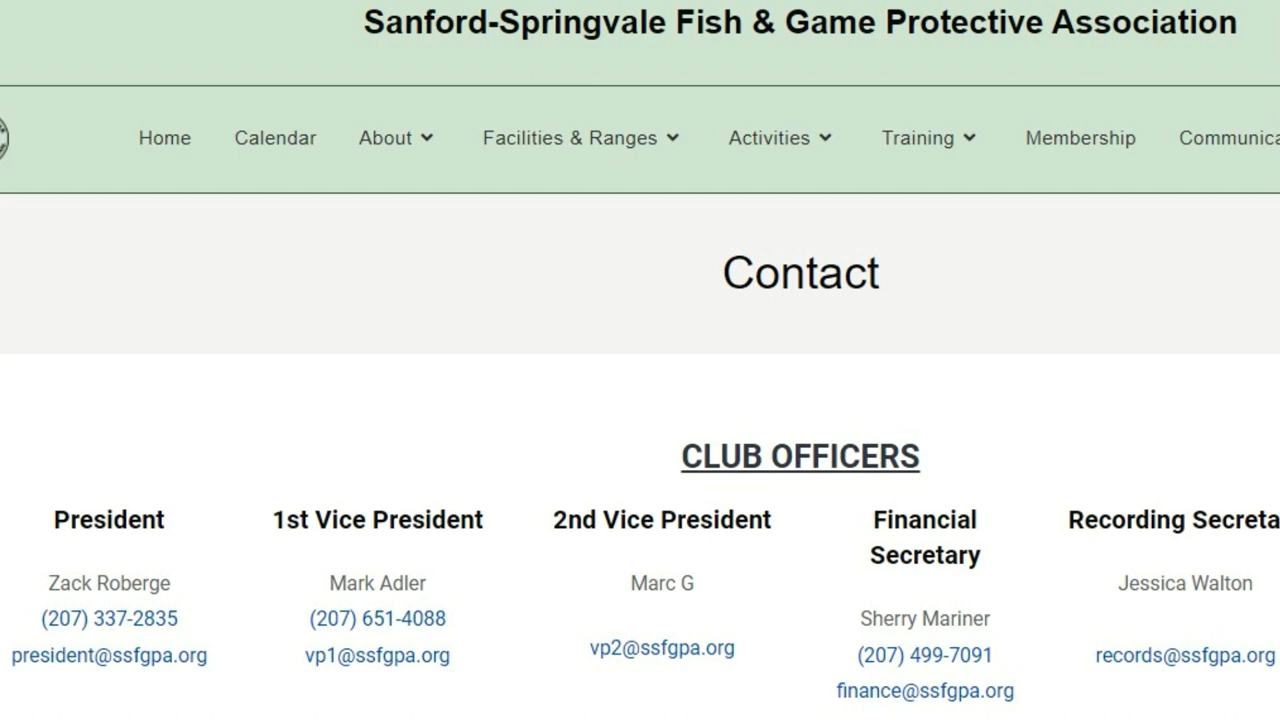 Sanford-Springvale Fish & Game Protective Association
Home Calendar About Facilities & Ranges Activities Training Membership
Contact
CLUB OFFICERS
President
Zack Roberge
(207) 337-2835
president@ssfgpa.org
1st Vice President
Mark Adler
(207) 651-4088
vp1@ssfgpa.org
2nd Vice President
Marc G
vp2@ssfgpa.org
Financial
Secretary
Sherry Mariner
(207) 499-7091
finance@ssfgpa.org
Recording
Jessica Walton
records@ssfgpa.org